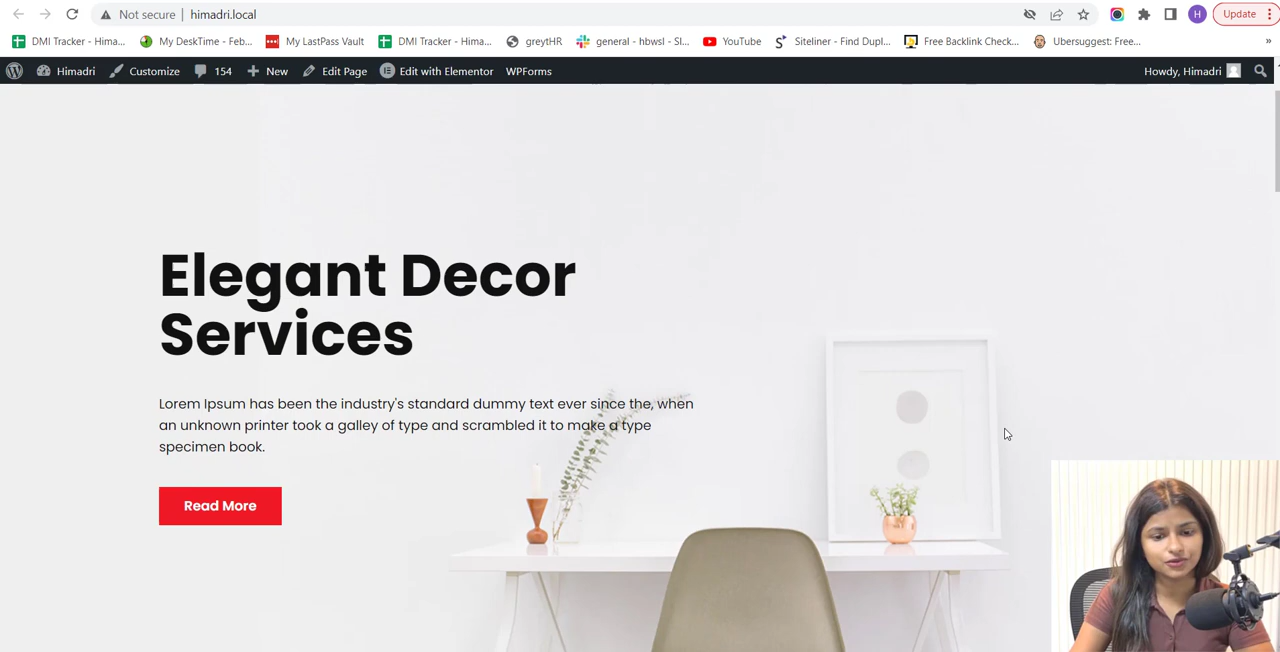 Not secure himadri.local H Update
DMI Tracker - Hima... My DeskTime - Feb... My LastPass Vault DMI Tracker - Hima... greytHR general - hbwsl - Sl... YouTube Siteliner - Find Dupl... Free Backlink Check... Ubersuggest: Free... »
Himadri Customize 154 New Edit Page Edit with Elementor WPForms Howdy, Himadri
Elegant Decor
Services
Lorem Ipsum has been the industry's standard dummy text ever since the, when
an unknown printer took a galley of type and scrambled it to make a type
specimen book.
Read More